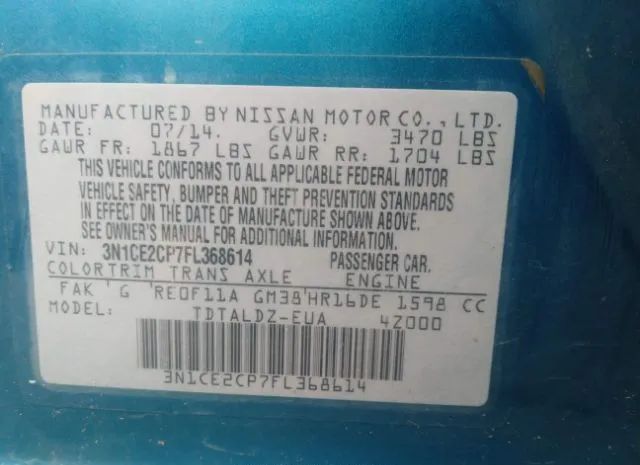 MANUFACTURED BY NISSAN MOTOR CO., LTD.
DATE: 07/14. GVWR: 3470 LBS
GAWR FR: 1867 LBS GAWR RR: 1704 LBS
THIS VEHICLE CONFORMS TO ALL APPLICABLE FEDERAL MOTOR
VEHICLE SAFETY, BUMPER AND THEFT PREVENTION STANDARDS
IN EFFECT ON THE DATE OF MANUFACTURE SHOWN ABOVE.
SEE OWNER'S MANUAL FOR ADDITIONAL INFORMATION.
VIN: 3N1CE2CP7FL368614 PASSENGER CAR.
COLOR TRIM TRANS AXLE ENGINE
FAK G RE0F11A GM38 HR16DE 1598 CC
MODEL: TDTALDZ-EUA 4Z000
3N1CE2CP7FL368614